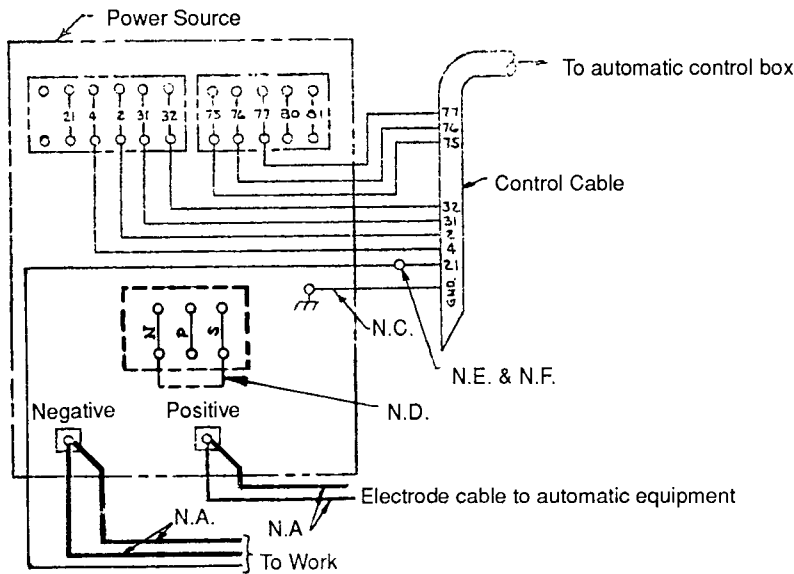 Power Source
To automatic control box
21 4 2 31 32 75 76 77 80 81
77
76
75
Control Cable
32
31
2
4
21
GND.
N.C.
N P S
N.E. & N.F.
N.D.
Negative
Positive
Electrode cable to automatic equipment
N.A.
N.A
To Work